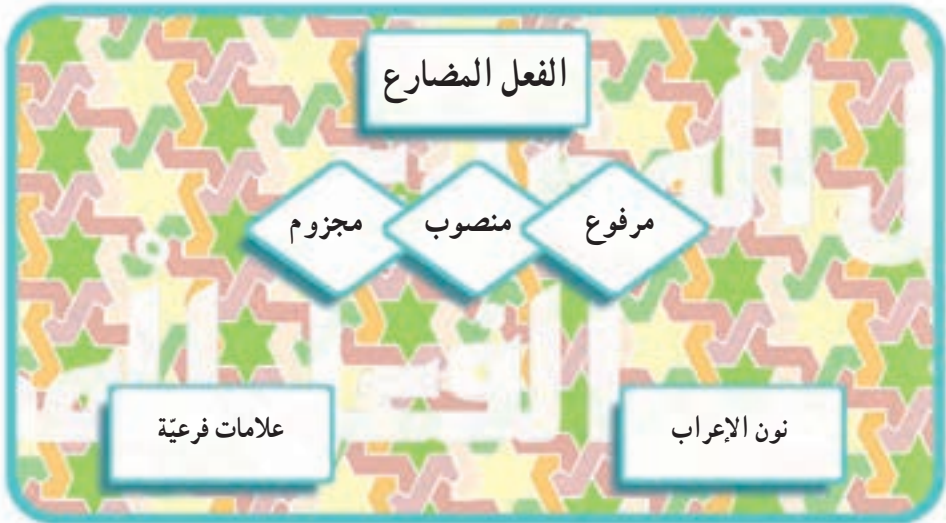 الفعل المضارع
مرفوع منصوب مجزوم
نون الإعراب علامات فرعيّة